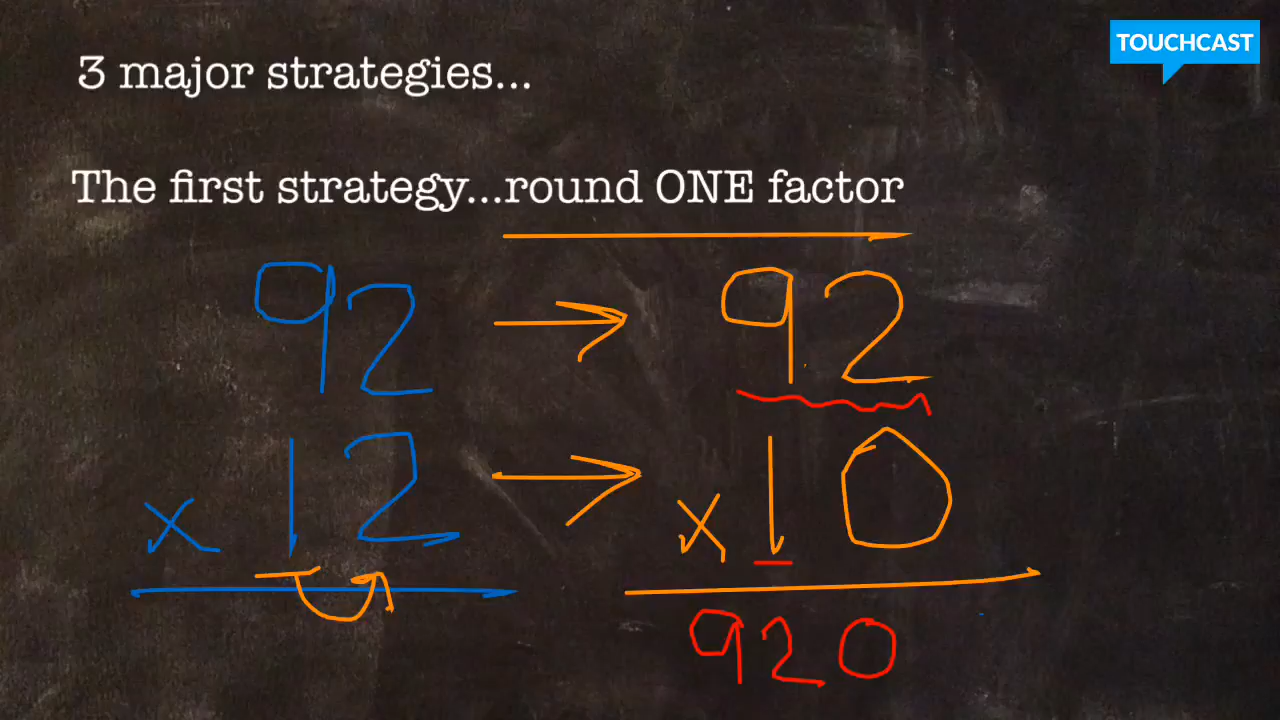 TOUCHCAST
3 major strategies...
The first strategy...round ONE factor
92 → 92
x 12 → x 10
920